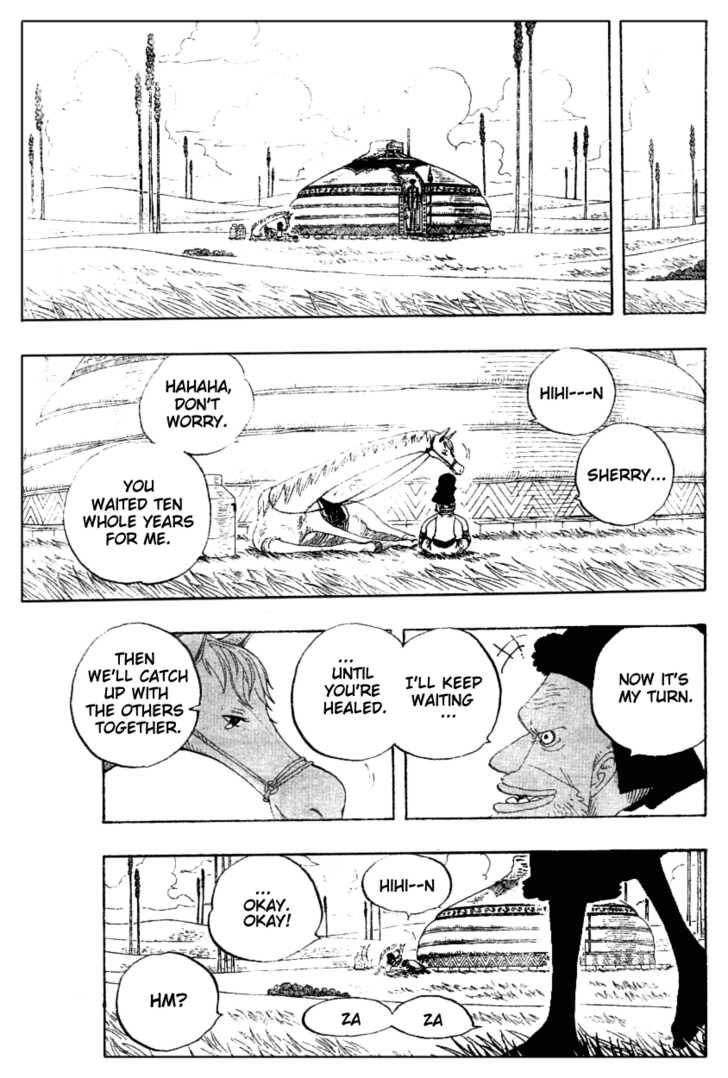 HIHI---N
SHERRY...
HAHAHA,
DON'T
WORRY.
YOU
WAITED TEN
WHOLE YEARS
FOR ME.
NOW IT'S
MY TURN.
I'LL KEEP
WAITING
...
...
UNTIL
YOU'RE
HEALED.
THEN
WE'LL CATCH
UP WITH
THE OTHERS
TOGETHER.
HIHI--N
...
OKAY.
OKAY!
ZA
ZA
HM?